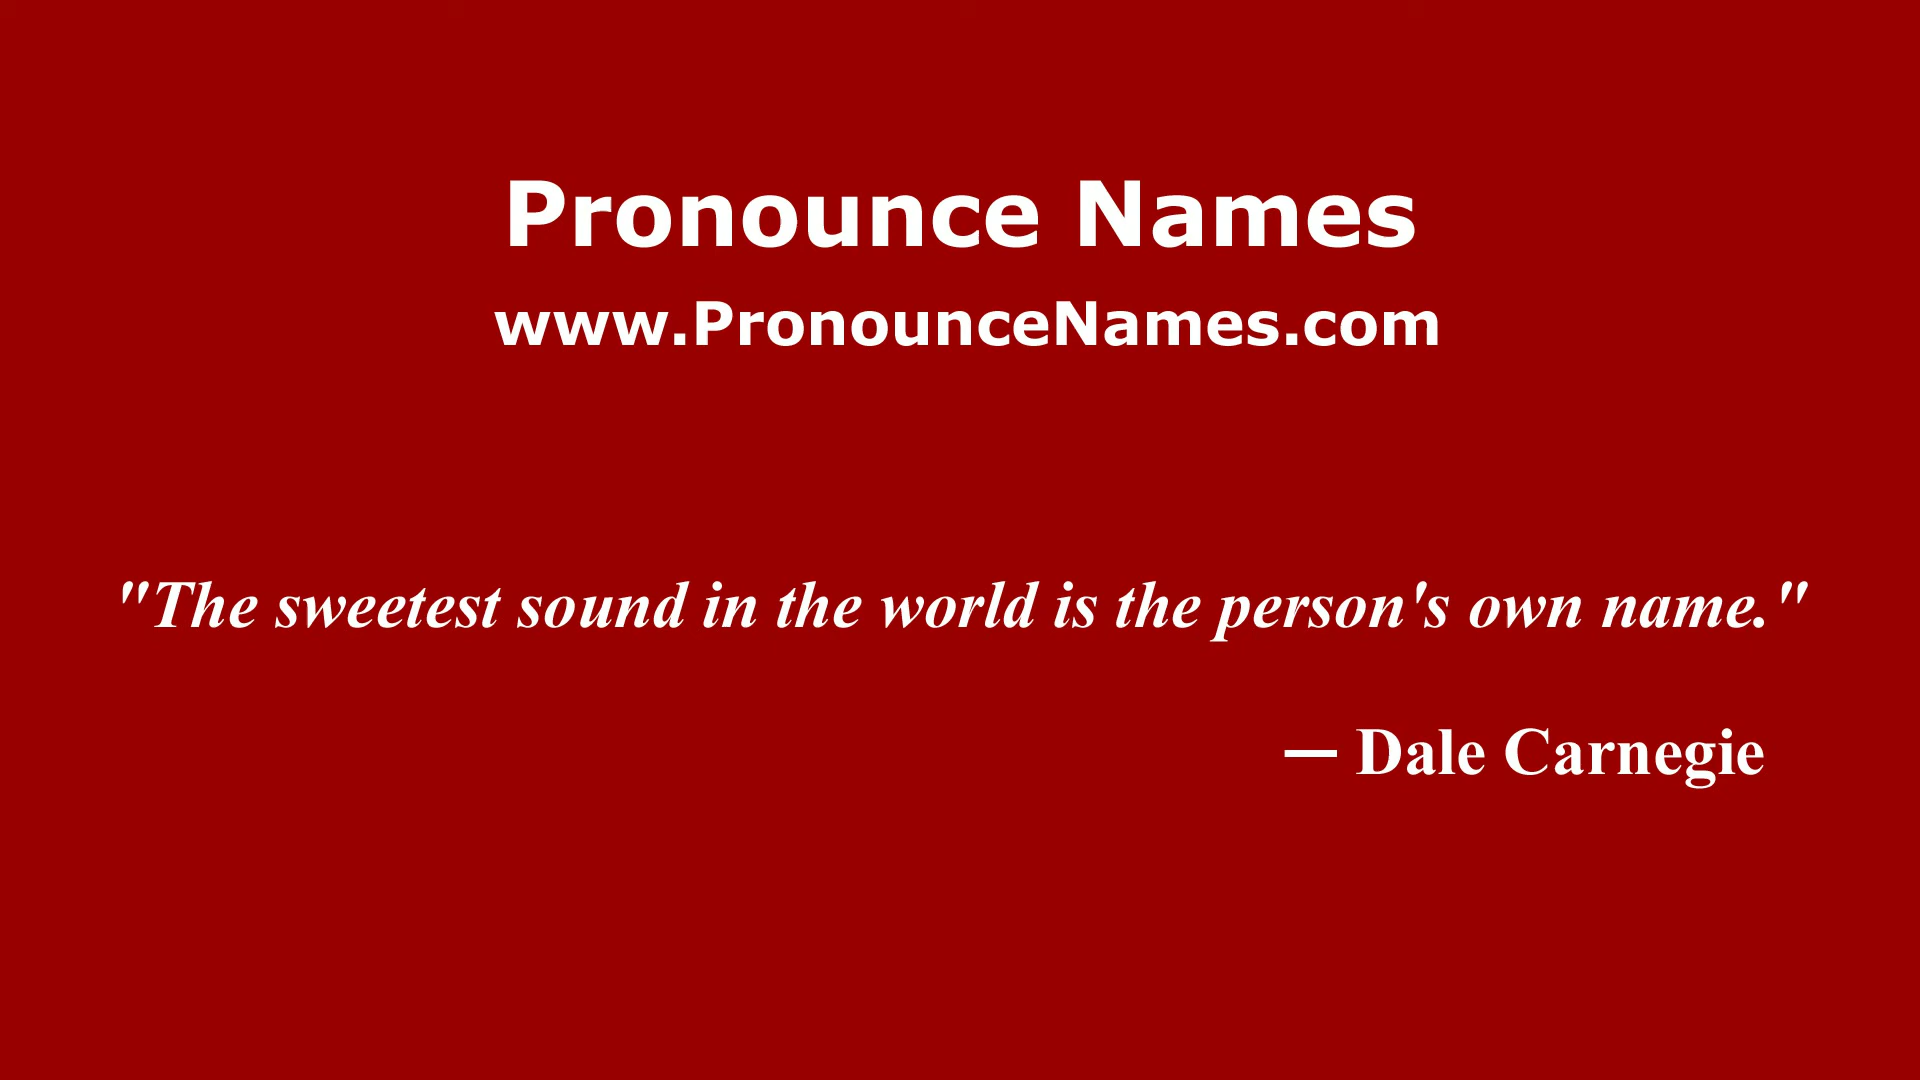 Pronounce Names
www.PronounceNames.com
"The sweetest sound in the world is the person's own name."
— Dale Carnegie